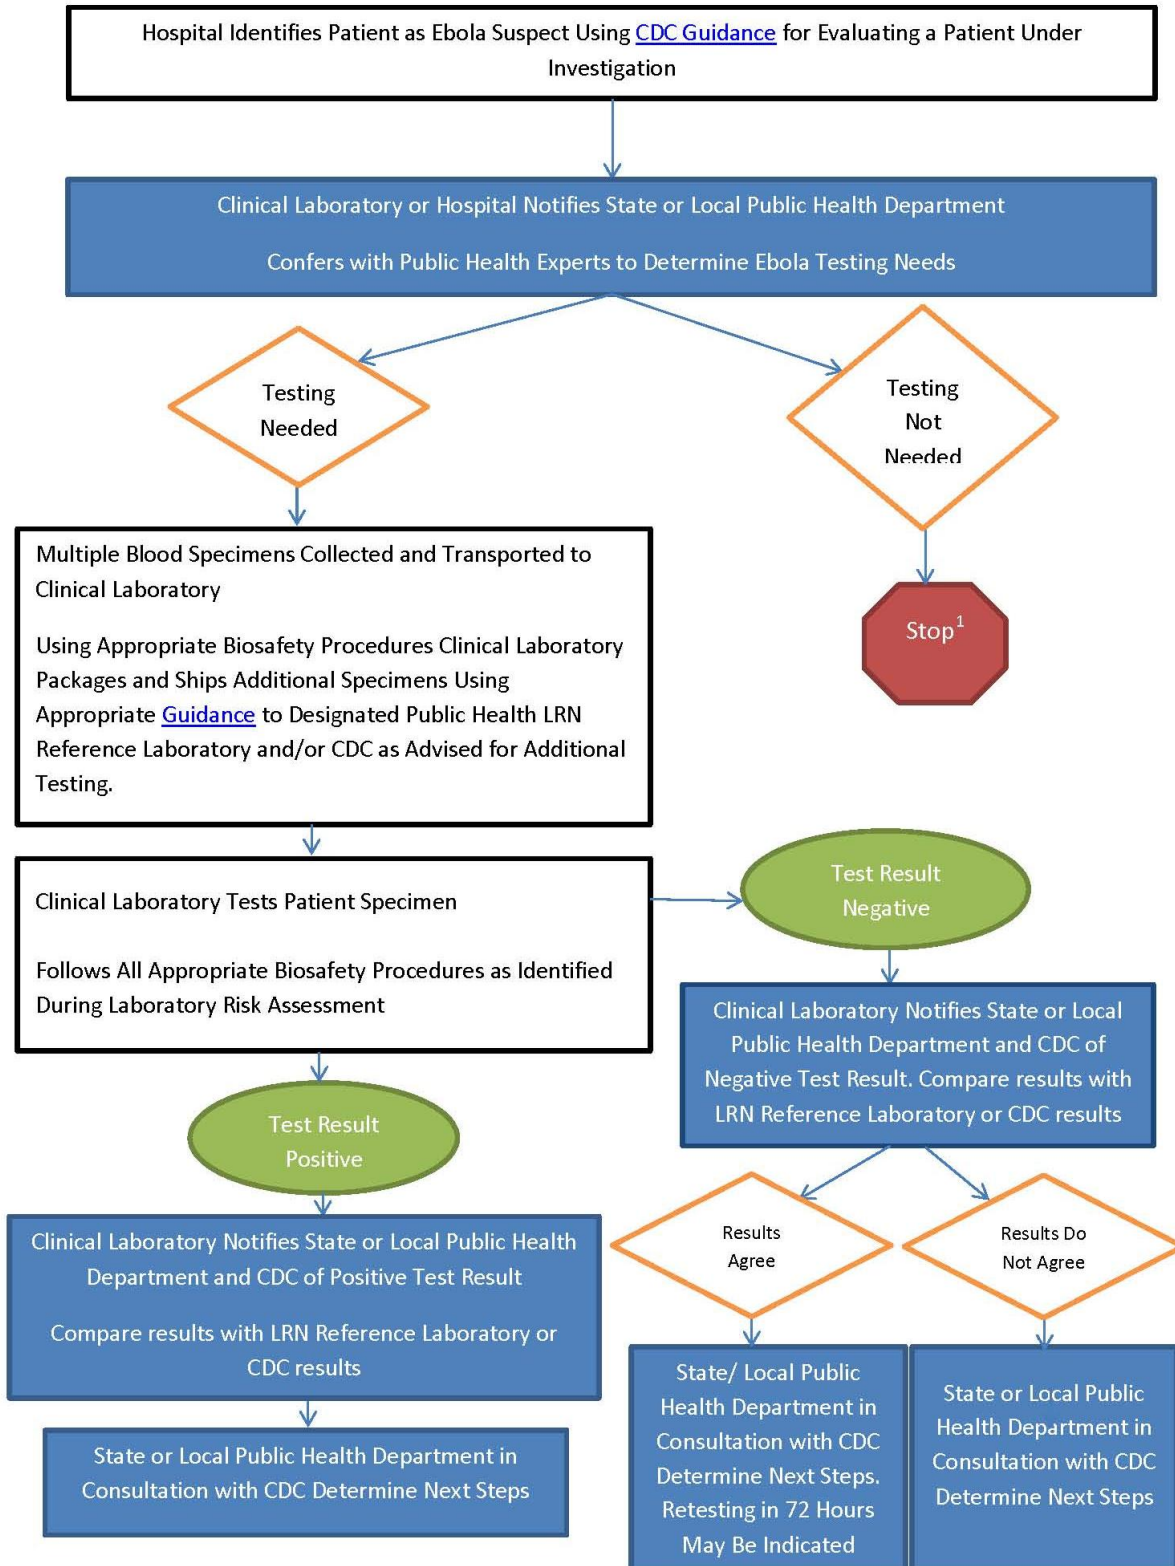 Hospital Identifies Patient as Ebola Suspect Using CDC Guidance for Evaluating a Patient Under
Investigation
Clinical Laboratory or Hospital Notifies State or Local Public Health Department
Confers with Public Health Experts to Determine Ebola Testing Needs
Testing
Needed
Testing
Not
Needed
Multiple Blood Specimens Collected and Transported to
Clinical Laboratory
Using Appropriate Biosafety Procedures Clinical Laboratory
Packages and Ships Additional Specimens Using
Appropriate Guidance to Designated Public Health LRN
Reference Laboratory and/or CDC as Advised for Additional
Testing.
Stop¹
Clinical Laboratory Tests Patient Specimen
Follows All Appropriate Biosafety Procedures as Identified
During Laboratory Risk Assessment
Test Result
Negative
Clinical Laboratory Notifies State or Local
Public Health Department and CDC of
Negative Test Result. Compare results with
LRN Reference Laboratory or CDC results
Test Result
Positive
Clinical Laboratory Notifies State or Local Public Health
Department and CDC of Positive Test Result
Compare results with LRN Reference Laboratory or
CDC results
State or Local Public Health Department in
Consultation with CDC Determine Next Steps
Results
Agree
Results Do
Not Agree
State/ Local Public
Health Department in
Consultation with CDC
Determine Next Steps.
Retesting in 72 Hours
May Be Indicated
State or Local Public
Health Department in
Consultation with CDC
Determine Next Steps